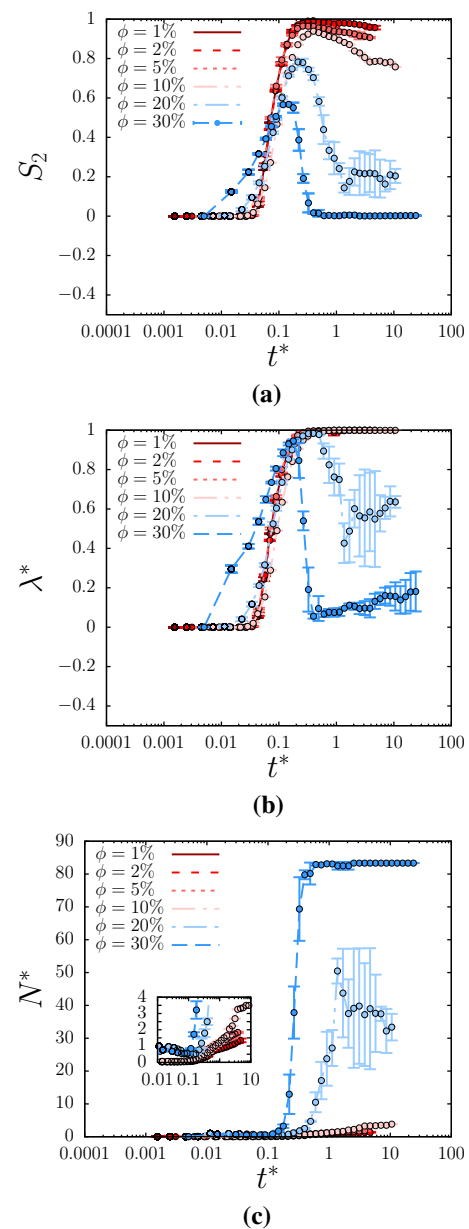 1
0.8
0.6
0.4
0.2
0
−0.2
−0.4
S₂
ϕ = 1%
ϕ = 2%
ϕ = 5%
ϕ = 10%
ϕ = 20%
ϕ = 30%
0.0001 0.001 0.01 0.1 1 10 100
t*
(a)
1
0.8
0.6
0.4
0.2
0
−0.2
−0.4
λ*
ϕ = 1%
ϕ = 2%
ϕ = 5%
ϕ = 10%
ϕ = 20%
ϕ = 30%
0.0001 0.001 0.01 0.1 1 10 100
t*
(b)
90
80
70
60
50
40
30
20
10
0
N*
ϕ = 1%
ϕ = 2%
ϕ = 5%
ϕ = 10%
ϕ = 20%
ϕ = 30%
4
3
2
1
0
0.01 0.1 1 10
0.0001 0.001 0.01 0.1 1 10 100
t*
(c)